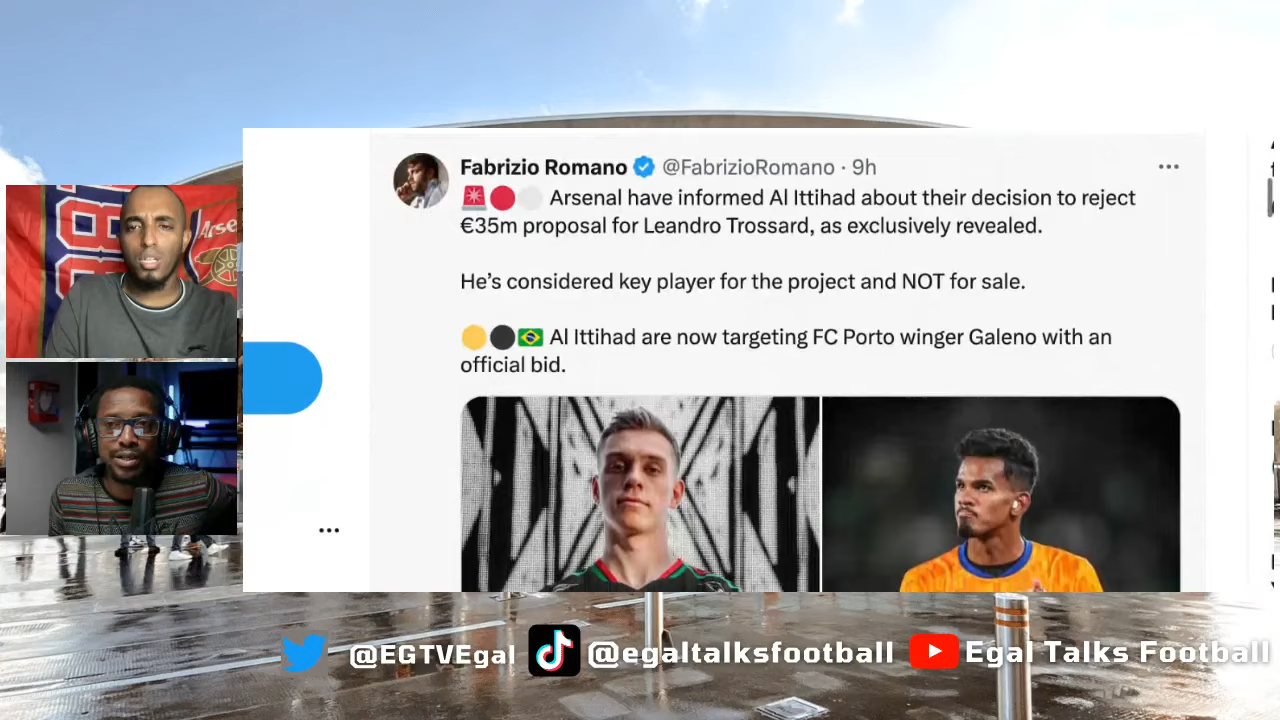 Fabrizio Romano @FabrizioRomano · 9h
Arsenal have informed Al Ittihad about their decision to reject
€35m proposal for Leandro Trossard, as exclusively revealed.
He's considered key player for the project and NOT for sale.
Al Ittihad are now targeting FC Porto winger Galeno with an
official bid.
Arse
@EGTVEgal
@egaltalksfootball
Egal Talks Football